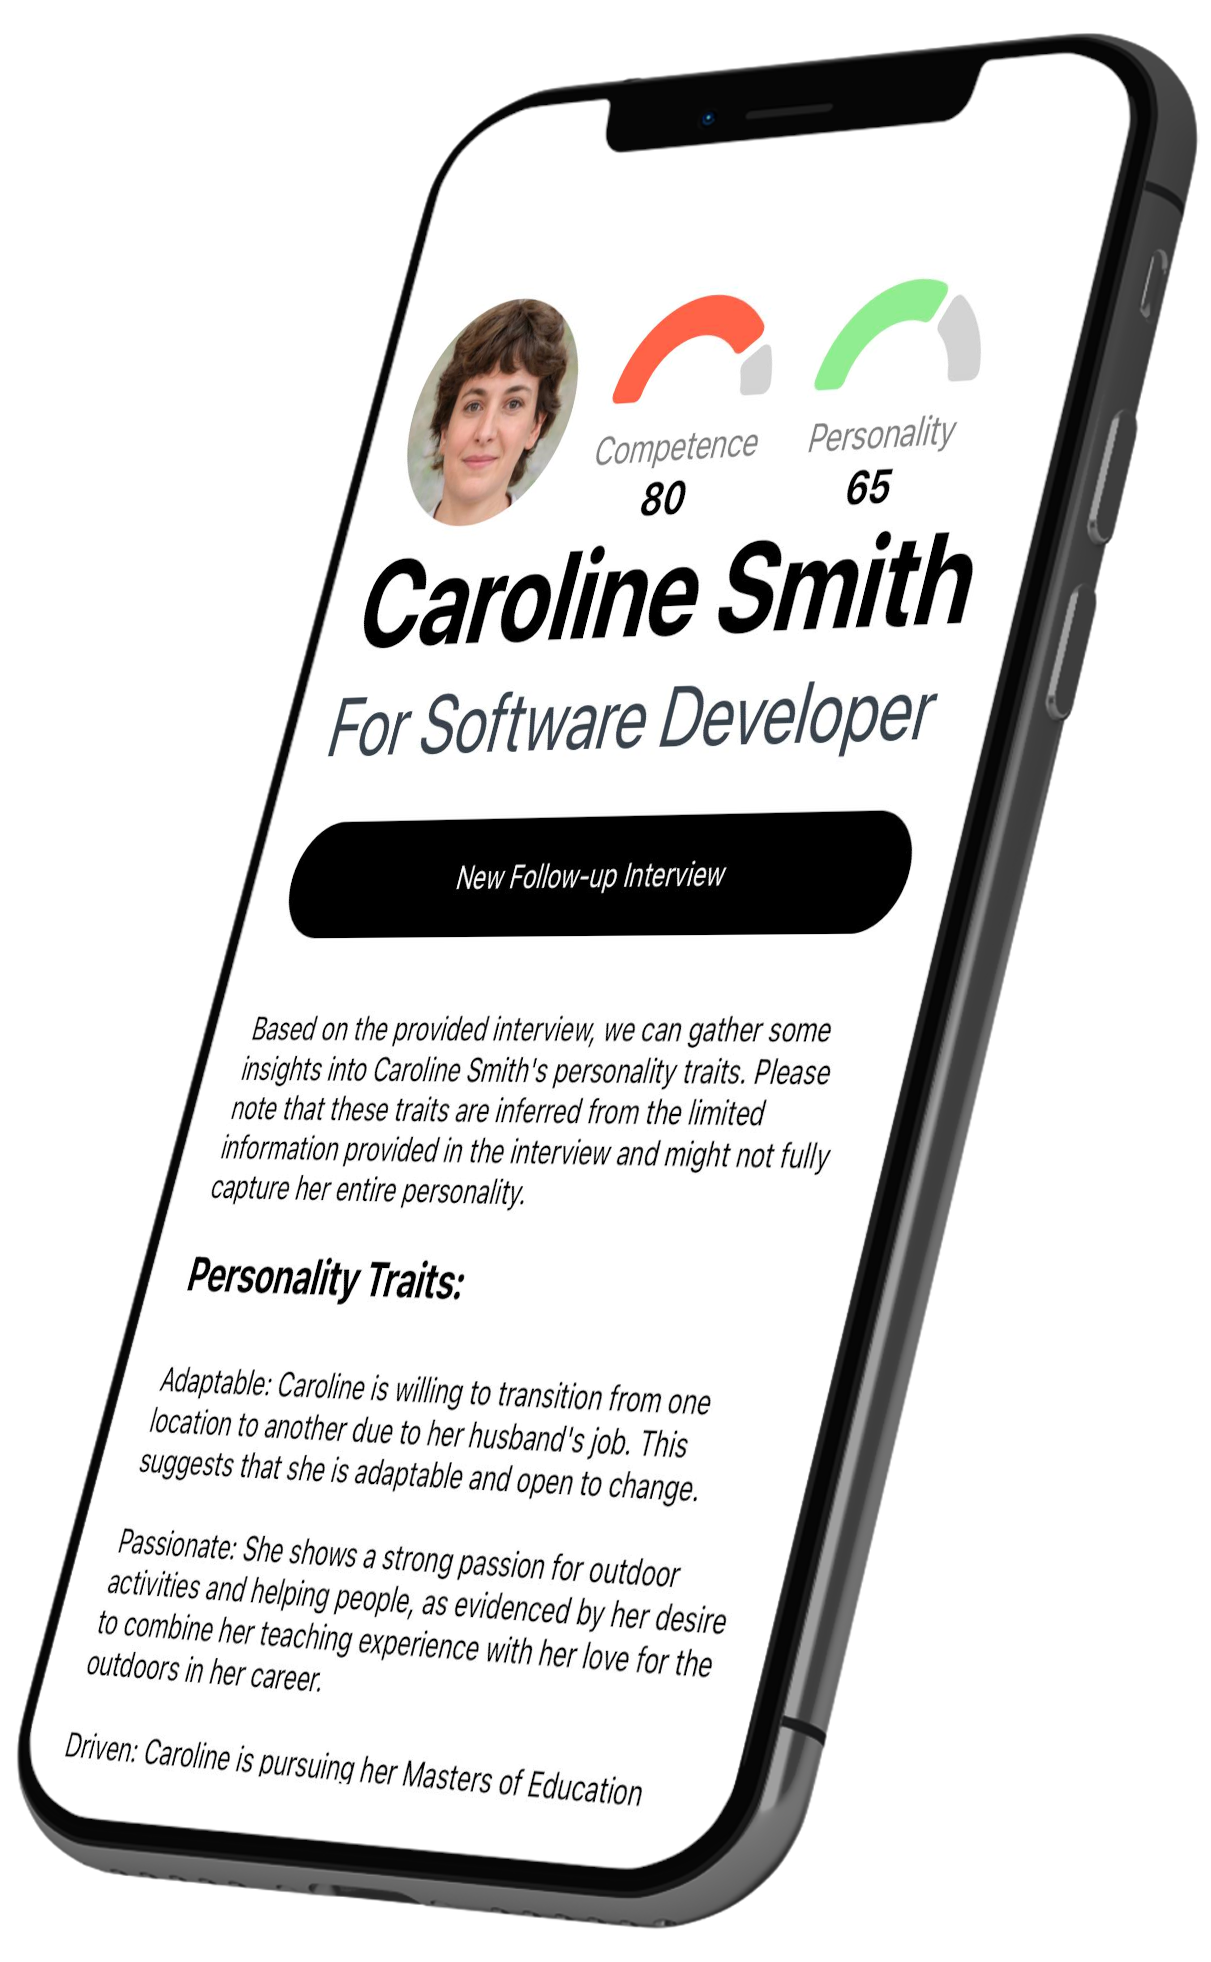 Competence
80
Personality
65
Caroline Smith
For Software Developer
New Follow-up Interview
Based on the provided interview, we can gather some
insights into Caroline Smith's personality traits. Please
note that these traits are inferred from the limited
information provided in the interview and might not fully
capture her entire personality.
Personality Traits:
Adaptable: Caroline is willing to transition from one
location to another due to her husband's job. This
suggests that she is adaptable and open to change.
Passionate: She shows a strong passion for outdoor
activities and helping people, as evidenced by her desire
to combine her teaching experience with her love for the
outdoors in her career.
Driven: Caroline is pursuing her Masters of Education